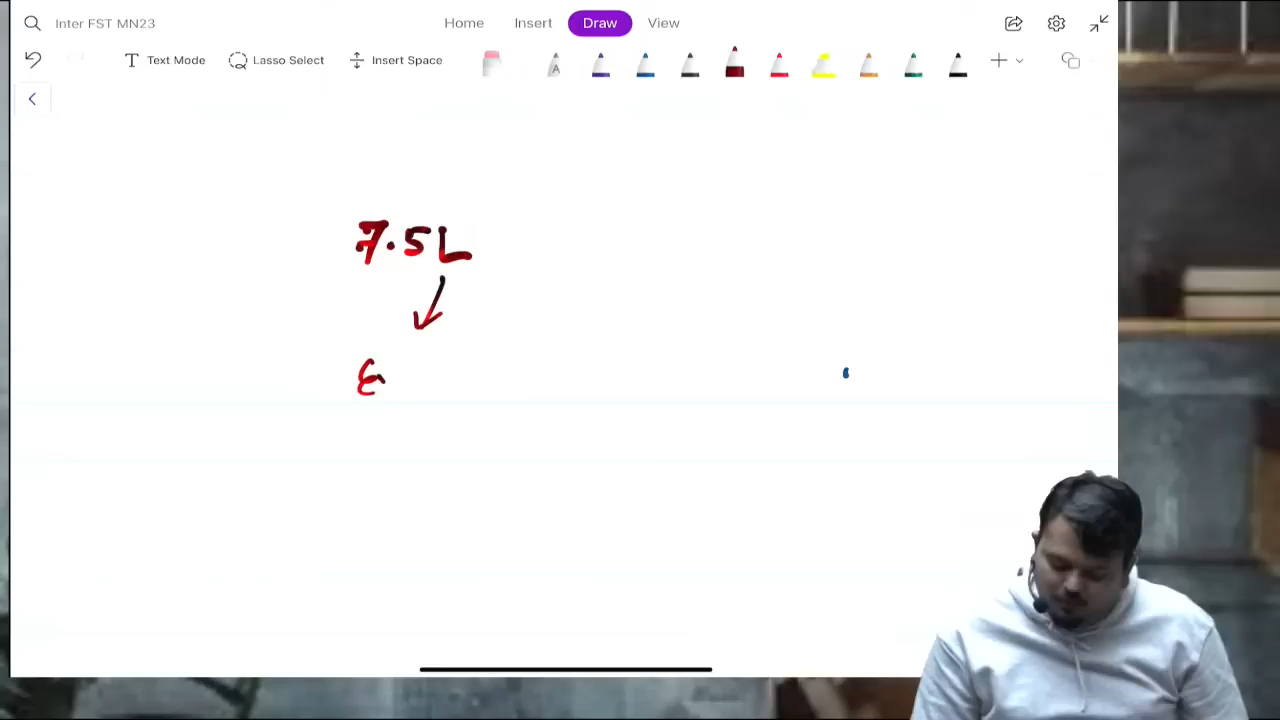 Inter FST MN23
Home Insert Draw View
Text Mode Lasso Select Insert Space
A
7.5L